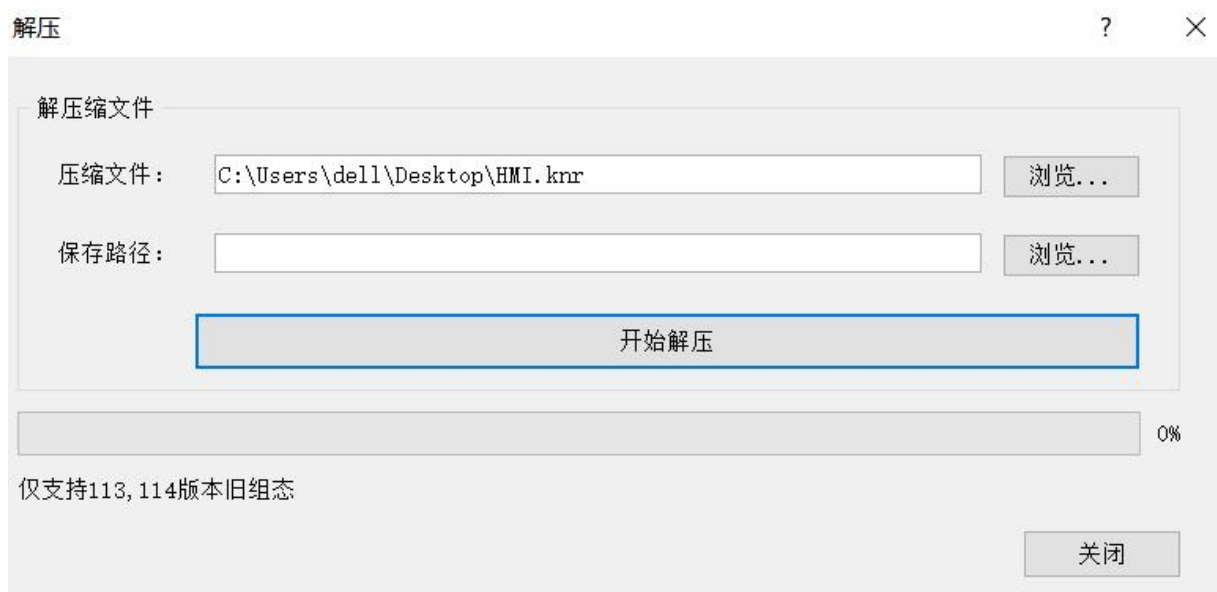 解压
?
解压缩文件
压缩文件：
C:\Users\dell\Desktop\HMI.knr
浏览...
保存路径：
浏览...
开始解压
0%
仅支持113,114版本旧组态
关闭